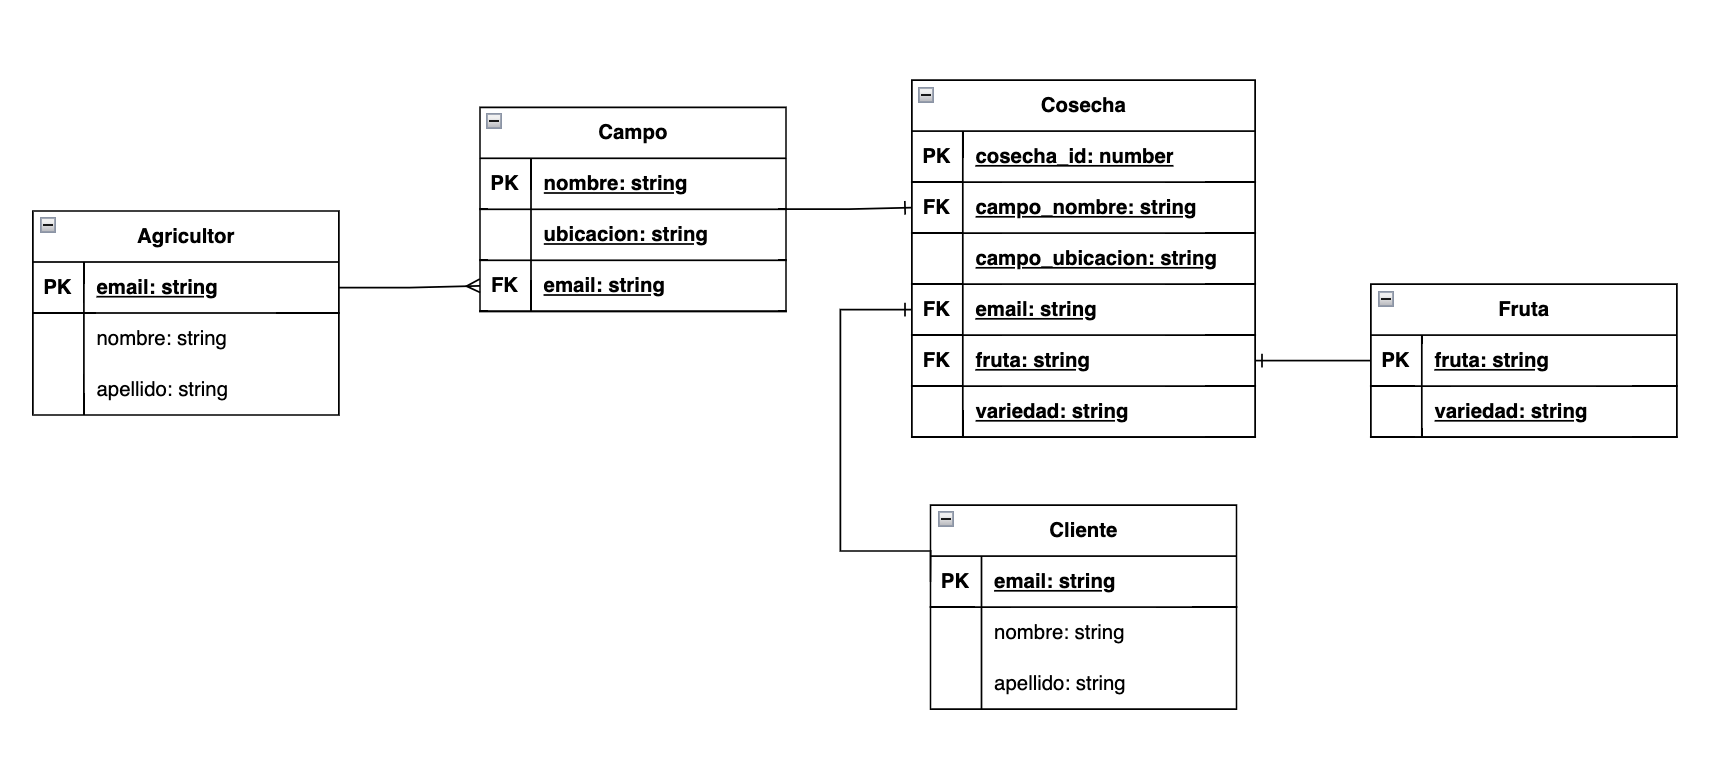 Agricultor
PK email: string
nombre: string
apellido: string
Campo
PK nombre: string
ubicacion: string
FK email: string
Cosecha
PK cosecha_id: number
FK campo_nombre: string
campo_ubicacion: string
FK email: string
FK fruta: string
variedad: string
Fruta
PK fruta: string
variedad: string
Cliente
PK email: string
nombre: string
apellido: string